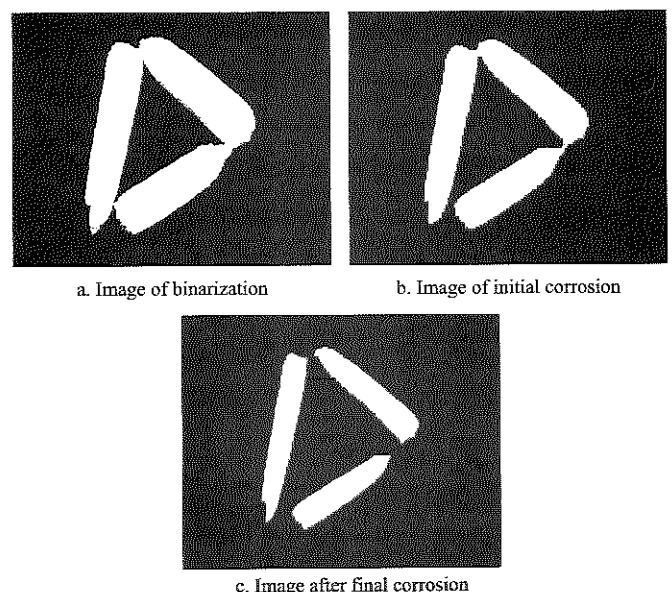 a. Image of binarization
b. Image of initial corrosion
c. Image after final corrosion